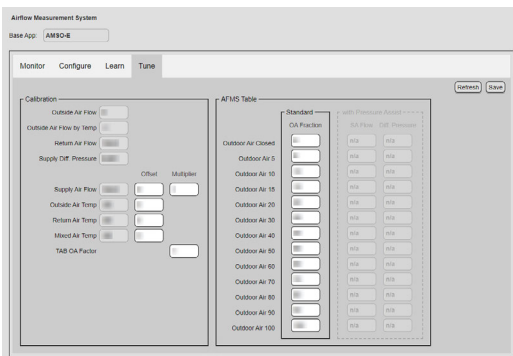 Airflow Measurement System
Base App: AMSO-E
Monitor Configure Learn Tune
Refresh Save
Calibration
Outside Air Flow
Outside Air Flow by Temp
Return Air Flow
Supply Diff. Pressure
Offset Multiplier
Supply Air Flow
Outside Air Temp
Return Air Temp
Mixed Air Temp
TAB OA Factor
AFMS Table
Standard with Pressure Assist
OA Fraction SA Flow Diff. Pressure
Outdoor Air Closed n/a n/a
Outdoor Air 5 n/a n/a
Outdoor Air 10 n/a n/a
Outdoor Air 15 n/a n/a
Outdoor Air 20 n/a n/a
Outdoor Air 30 n/a n/a
Outdoor Air 40 n/a n/a
Outdoor Air 50 n/a n/a
Outdoor Air 60 n/a n/a
Outdoor Air 70 n/a n/a
Outdoor Air 80 n/a n/a
Outdoor Air 90 n/a n/a
Outdoor Air 100 n/a n/a